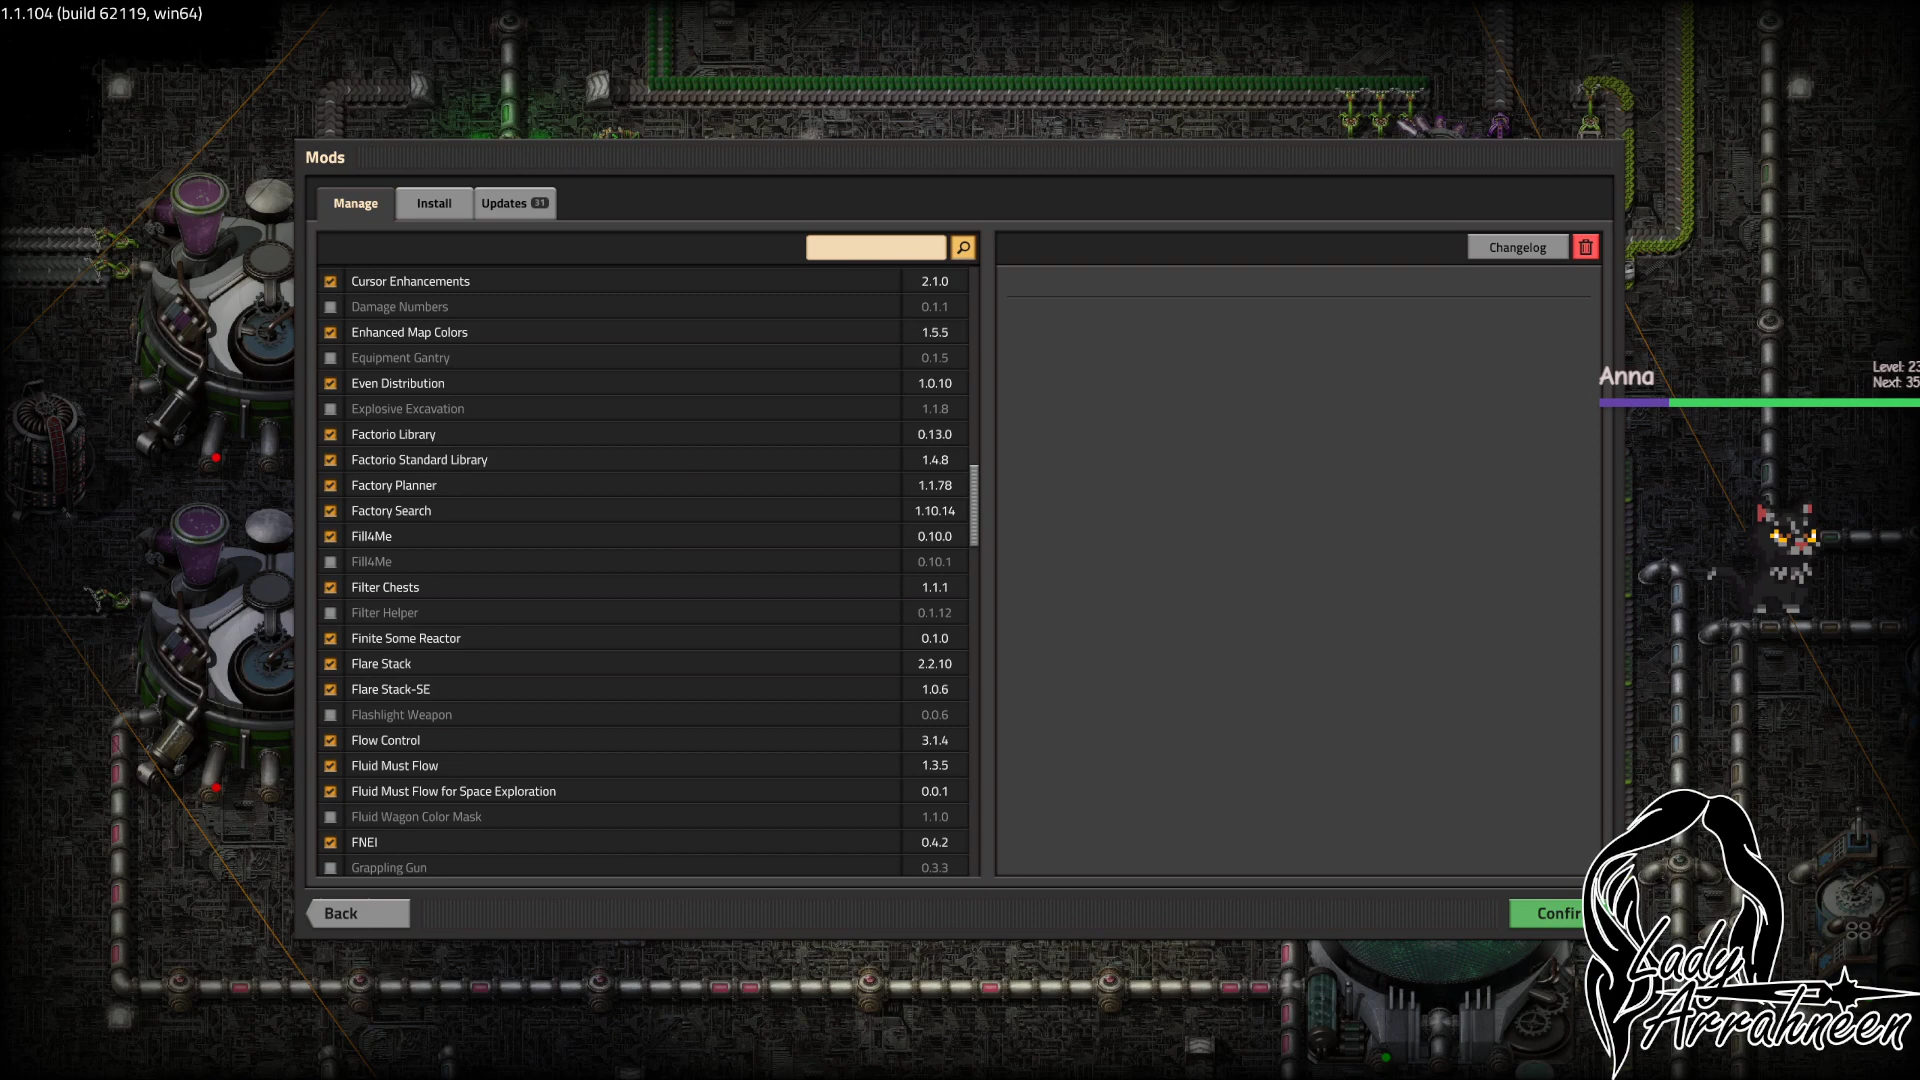 1.1.104 (build 62119, win64)
Mods
Manage Install Updates 31
Changelog
Cursor Enhancements 2.1.0
Damage Numbers 0.1.1
Enhanced Map Colors 1.5.5
Equipment Gantry 0.1.5
Even Distribution 1.0.10
Explosive Excavation 1.1.8
Factorio Library 0.13.0
Factorio Standard Library 1.4.8
Factory Planner 1.1.78
Factory Search 1.10.14
Fill4Me 0.10.0
Fill4Me 0.10.1
Filter Chests 1.1.1
Filter Helper 0.1.12
Finite Some Reactor 0.1.0
Flare Stack 2.2.10
Flare Stack-SE 1.0.6
Flashlight Weapon 0.0.6
Flow Control 3.1.4
Fluid Must Flow 1.3.5
Fluid Must Flow for Space Exploration 0.0.1
Fluid Wagon Color Mask 1.1.0
FNEI 0.4.2
Grappling Gun 0.3.3
Back
Confir
Anna
Level: 23
Next: 35
Lady
Arrahneen